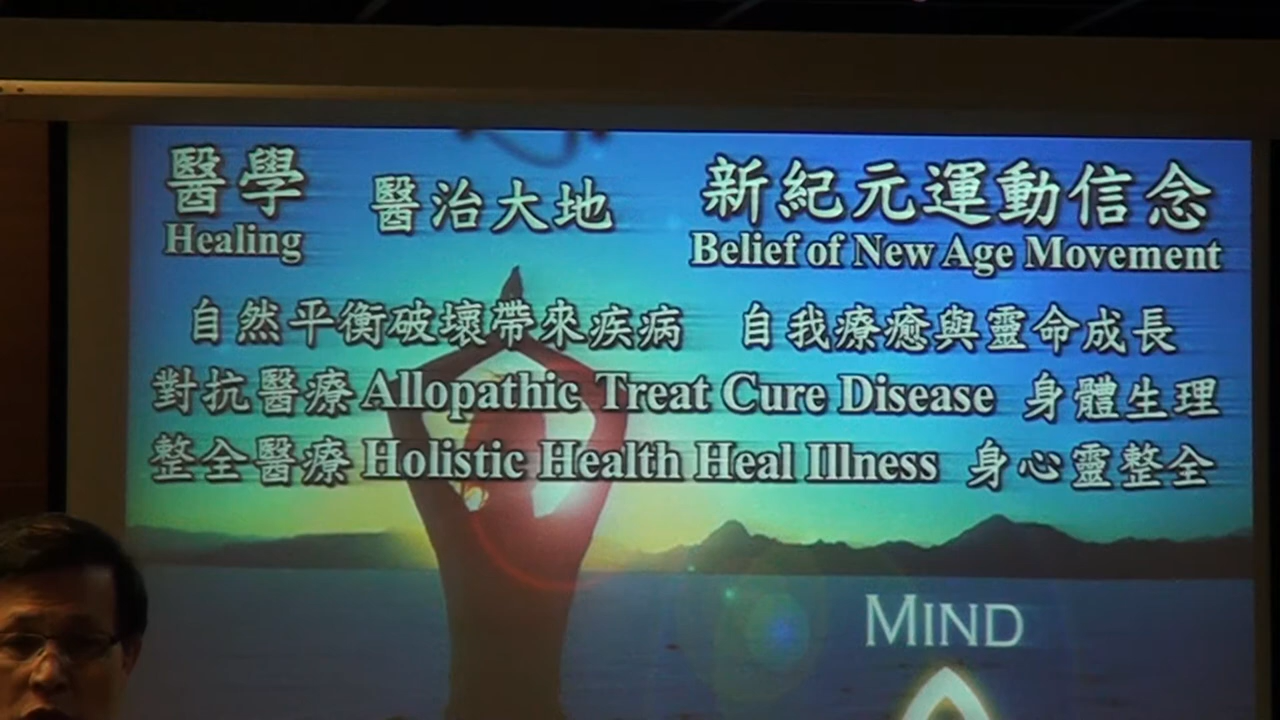 醫學 醫治大地 新紀元運動信念
Healing Belief of New Age Movement
自然平衡破壞帶來疾病 自我療癒與靈命成長
對抗醫療 Allopathic Treat Cure Disease 身體生理
整全醫療 Holistic Health Heal Illness 身心靈整全
MIND